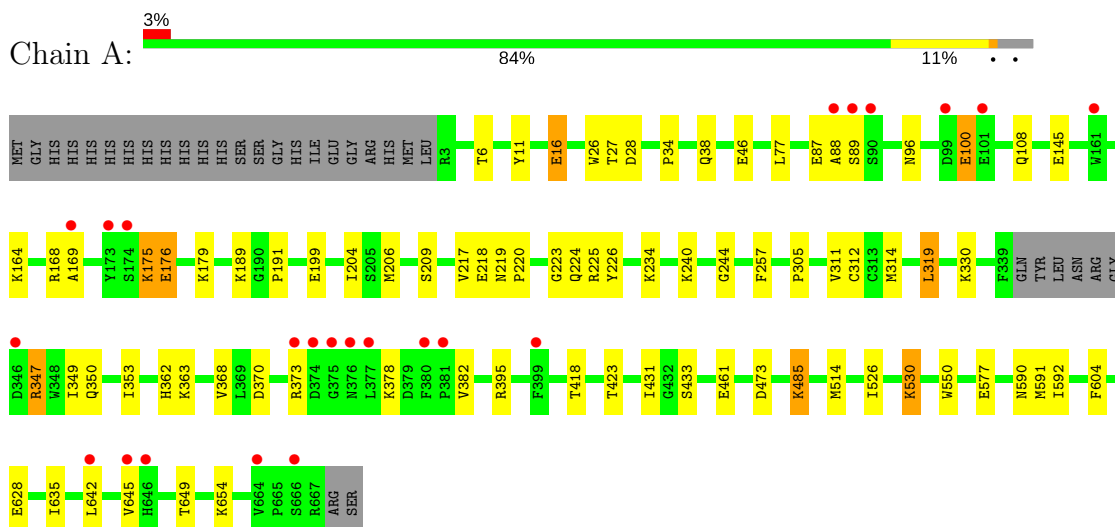 3%
Chain A:
84% 11% • •
MET GLY HIS HIS HIS HIS HIS HIS HIS HIS HIS HIS SER SER GLY HIS ILE GLU GLY ARG HIS MET LEU R3 T6 Y11 E16 W26 T27 D28 P34 Q38 E46 L77 E87 A88 S89 S90 N96 D99 E100 E101 Q108 E145 W161
K164 R168 A169 Y173 S174 K175 E176 K179 K189 G190 P191 E199 I204 S205 M206 S209 V217 E218 N219 P220 G223 Q224 R225 Y226 K234 K240 G244 F257 P305 V311 C312 C313 M314 L319 K330 F339 GLN TYR LEU ASN ARG GLY
D346 R347 W348 I349 Q350 I353 H362 K363 V368 L369 D370 R373 D374 G375 N376 L377 K378 D379 F380 P381 V382 R395 F399 T418 T423 I431 G432 S433 E461 D473 K485 M514 I526 K530 W550 E577 N590 M591 I592 F604
E628 I635 L642 V645 H646 T649 K654 V664 P665 S666 R667 ARG SER